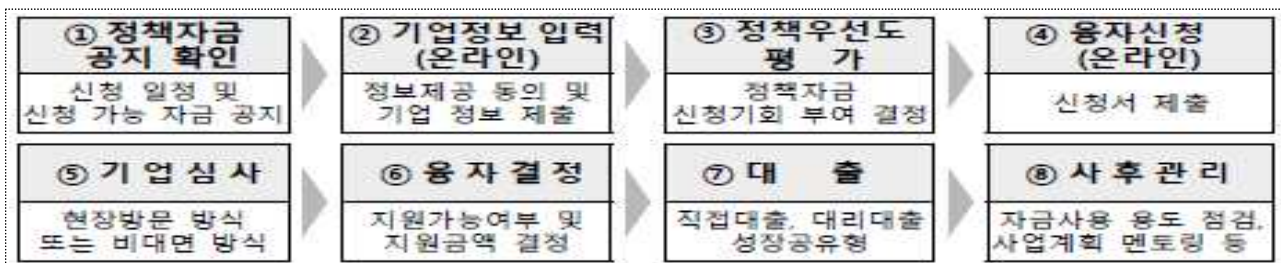 ① 정책자금
공지 확인
신청 일정 및
신청 가능 자금 공지
② 기업정보 입력
(온라인)
정보제공 동의 및
기업 정보 제출
③ 정책우선도
평 가
정책자금
신청기회 부여 결정
④ 융자신청
(온라인)
신청서 제출
⑤ 기 업 심 사
현장방문 방식
또는 비대면 방식
⑥ 융 자 결 정
지원가능여부 및
지원금액 결정
⑦ 대 출
직접대출, 대리대출
성장공유형
⑧ 사 후 관 리
자금사용 용도 점검,
사업계획 멘토링 등